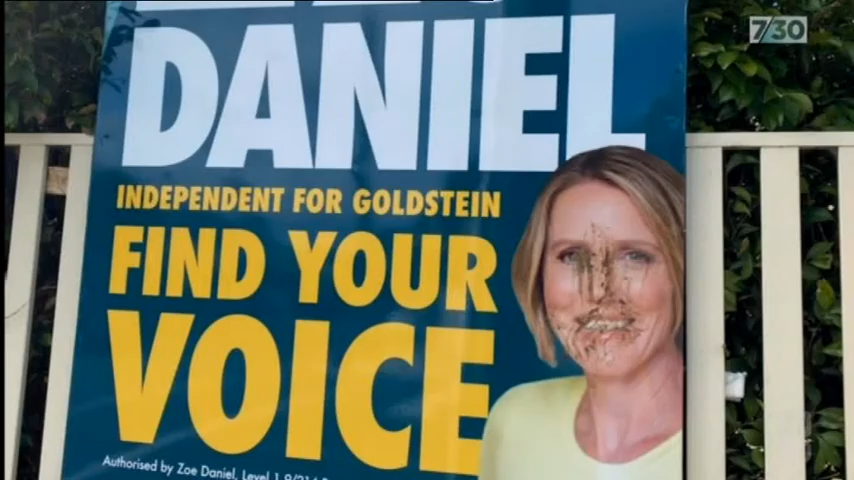 7/30
DANIEL
INDEPENDENT FOR GOLDSTEIN
FIND YOUR
VOICE
Authorised by Zoe Daniel, Level 1